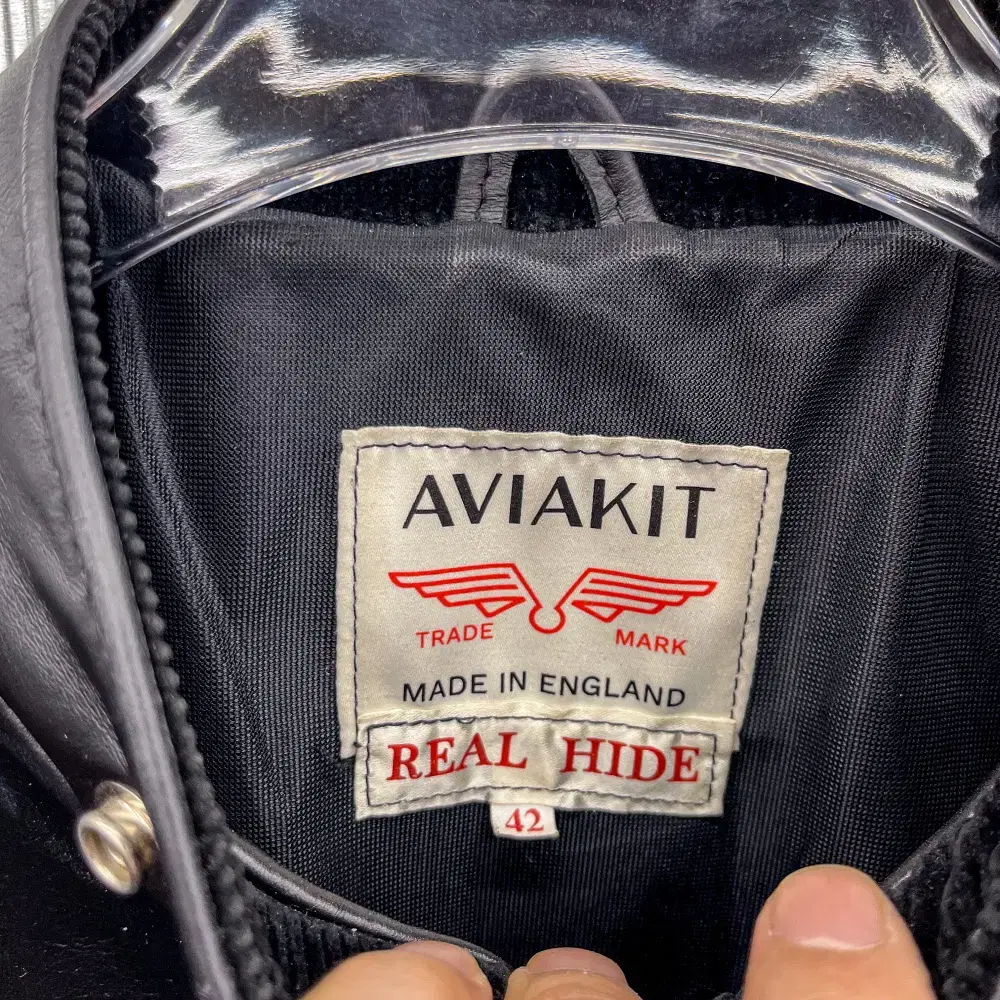 AVIAKIT
TRADE MARK
MADE IN ENGLAND
REAL HIDE
42